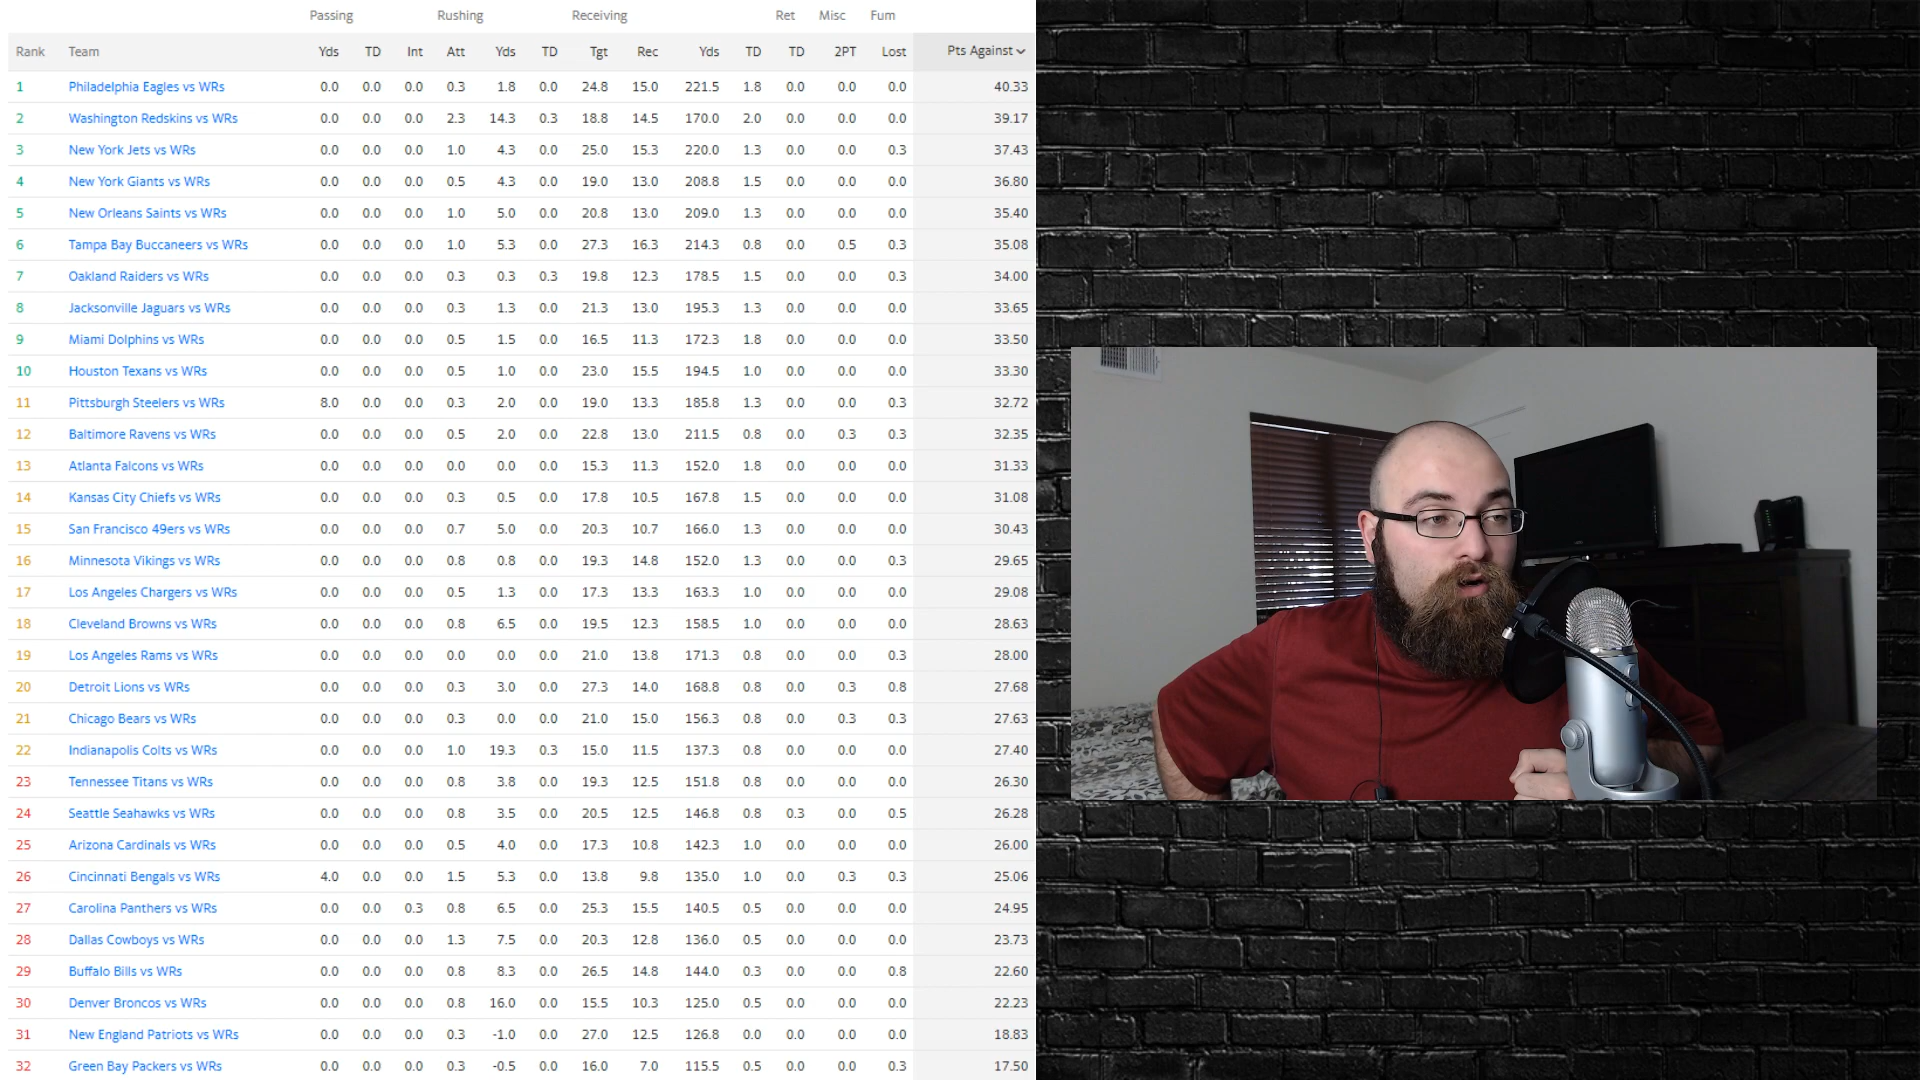 Passing Rushing Receiving Ret Misc Fum
Rank Team Yds TD Int Att Yds TD Tgt Rec Yds TD TD 2PT Lost Pts Against
1 Philadelphia Eagles vs WRs 0.0 0.0 0.0 0.3 1.8 0.0 24.8 15.0 221.5 1.8 0.0 0.0 0.0 40.33
2 Washington Redskins vs WRs 0.0 0.0 0.0 2.3 14.3 0.3 18.8 14.5 170.0 2.0 0.0 0.0 0.0 39.17
3 New York Jets vs WRs 0.0 0.0 0.0 1.0 4.3 0.0 25.0 15.3 220.0 1.3 0.0 0.0 0.3 37.43
4 New York Giants vs WRs 0.0 0.0 0.0 0.5 4.3 0.0 19.0 13.0 208.8 1.5 0.0 0.0 0.0 36.80
5 New Orleans Saints vs WRs 0.0 0.0 0.0 1.0 5.0 0.0 20.8 13.0 209.0 1.3 0.0 0.0 0.0 35.40
6 Tampa Bay Buccaneers vs WRs 0.0 0.0 0.0 1.0 5.3 0.0 27.3 16.3 214.3 0.8 0.0 0.5 0.3 35.08
7 Oakland Raiders vs WRs 0.0 0.0 0.0 0.3 0.3 0.3 19.8 12.3 178.5 1.5 0.0 0.0 0.3 34.00
8 Jacksonville Jaguars vs WRs 0.0 0.0 0.0 0.3 1.3 0.0 21.3 13.0 195.3 1.3 0.0 0.0 0.0 33.65
9 Miami Dolphins vs WRs 0.0 0.0 0.0 0.5 1.5 0.0 16.5 11.3 172.3 1.8 0.0 0.0 0.0 33.50
10 Houston Texans vs WRs 0.0 0.0 0.0 0.5 1.0 0.0 23.0 15.5 194.5 1.0 0.0 0.0 0.0 33.30
11 Pittsburgh Steelers vs WRs 8.0 0.0 0.0 0.3 2.0 0.0 19.0 13.3 185.8 1.3 0.0 0.0 0.3 32.72
12 Baltimore Ravens vs WRs 0.0 0.0 0.0 0.5 2.0 0.0 22.8 13.0 211.5 0.8 0.0 0.3 0.3 32.35
13 Atlanta Falcons vs WRs 0.0 0.0 0.0 0.0 0.0 0.0 15.3 11.3 152.0 1.8 0.0 0.0 0.0 31.33
14 Kansas City Chiefs vs WRs 0.0 0.0 0.0 0.3 0.5 0.0 17.8 10.5 167.8 1.5 0.0 0.0 0.0 31.08
15 San Francisco 49ers vs WRs 0.0 0.0 0.0 0.7 5.0 0.0 20.3 10.7 166.0 1.3 0.0 0.0 0.0 30.43
16 Minnesota Vikings vs WRs 0.0 0.0 0.0 0.8 0.8 0.0 19.3 14.8 152.0 1.3 0.0 0.0 0.3 29.65
17 Los Angeles Chargers vs WRs 0.0 0.0 0.0 0.5 1.3 0.0 17.3 13.3 163.3 1.0 0.0 0.0 0.0 29.08
18 Cleveland Browns vs WRs 0.0 0.0 0.0 0.8 6.5 0.0 19.5 12.3 158.5 1.0 0.0 0.0 0.0 28.63
19 Los Angeles Rams vs WRs 0.0 0.0 0.0 0.0 0.0 0.0 21.0 13.8 171.3 0.8 0.0 0.0 0.3 28.00
20 Detroit Lions vs WRs 0.0 0.0 0.0 0.3 3.0 0.0 27.3 14.0 168.8 0.8 0.0 0.3 0.8 27.68
21 Chicago Bears vs WRs 0.0 0.0 0.0 0.3 0.0 0.0 21.0 15.0 156.3 0.8 0.0 0.3 0.3 27.63
22 Indianapolis Colts vs WRs 0.0 0.0 0.0 1.0 19.3 0.3 15.0 11.5 137.3 0.8 0.0 0.0 0.0 27.40
23 Tennessee Titans vs WRs 0.0 0.0 0.0 0.8 3.8 0.0 19.3 12.5 151.8 0.8 0.0 0.0 0.0 26.30
24 Seattle Seahawks vs WRs 0.0 0.0 0.0 0.8 3.5 0.0 20.5 12.5 146.8 0.8 0.3 0.0 0.5 26.28
25 Arizona Cardinals vs WRs 0.0 0.0 0.0 0.5 4.0 0.0 17.3 10.8 142.3 1.0 0.0 0.0 0.0 26.00
26 Cincinnati Bengals vs WRs 4.0 0.0 0.0 1.5 5.3 0.0 13.8 9.8 135.0 1.0 0.0 0.3 0.3 25.06
27 Carolina Panthers vs WRs 0.0 0.0 0.3 0.8 6.5 0.0 25.3 15.5 140.5 0.5 0.0 0.0 0.0 24.95
28 Dallas Cowboys vs WRs 0.0 0.0 0.0 1.3 7.5 0.0 20.3 12.8 136.0 0.5 0.0 0.0 0.0 23.73
29 Buffalo Bills vs WRs 0.0 0.0 0.0 0.8 8.3 0.0 26.5 14.8 144.0 0.3 0.0 0.0 0.8 22.60
30 Denver Broncos vs WRs 0.0 0.0 0.0 0.8 16.0 0.0 15.5 10.3 125.0 0.5 0.0 0.0 0.0 22.23
31 New England Patriots vs WRs 0.0 0.0 0.0 0.3 -1.0 0.0 27.0 12.5 126.8 0.0 0.0 0.0 0.0 18.83
32 Green Bay Packers vs WRs 0.0 0.0 0.0 0.3 -0.5 0.0 16.0 7.0 115.5 0.5 0.0 0.0 0.3 17.50